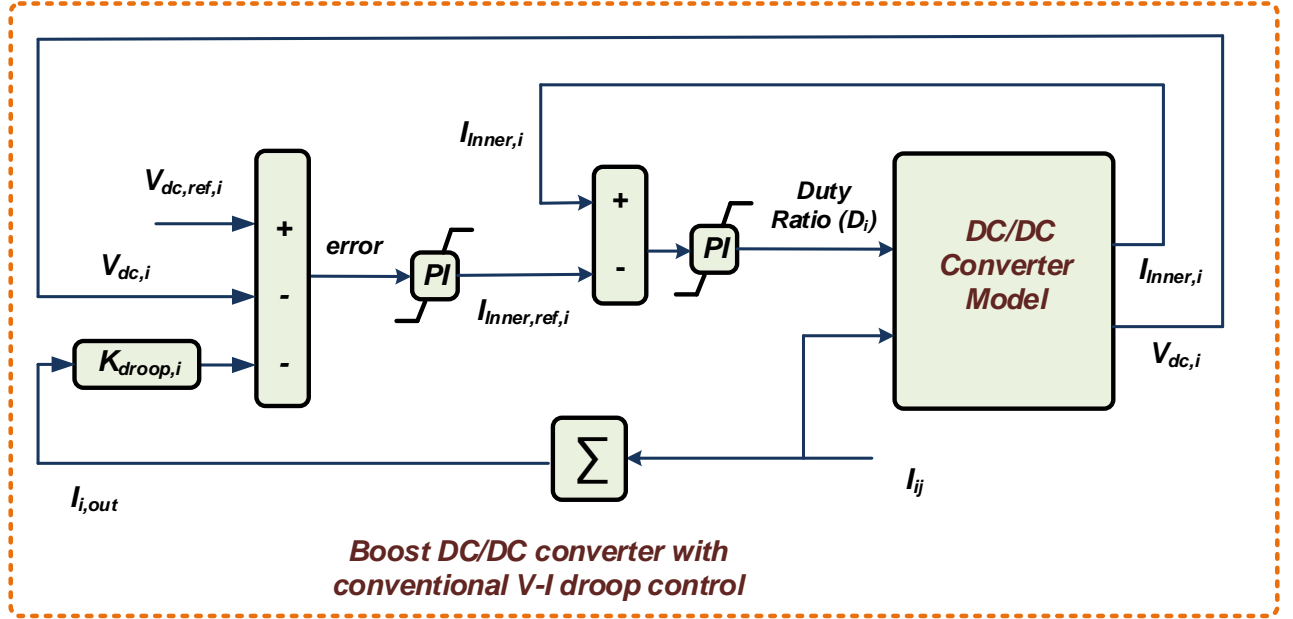 I_Inner,i
V_dc,ref,i
+
-
-
error
V_dc,i
K_droop,i
PI
I_Inner,ref,i
+
-
PI
Duty
Ratio (D_i)
DC/DC
Converter
Model
I_Inner,i
V_dc,i
∑
I_i,out
I_ij
Boost DC/DC converter with
conventional V-I droop control